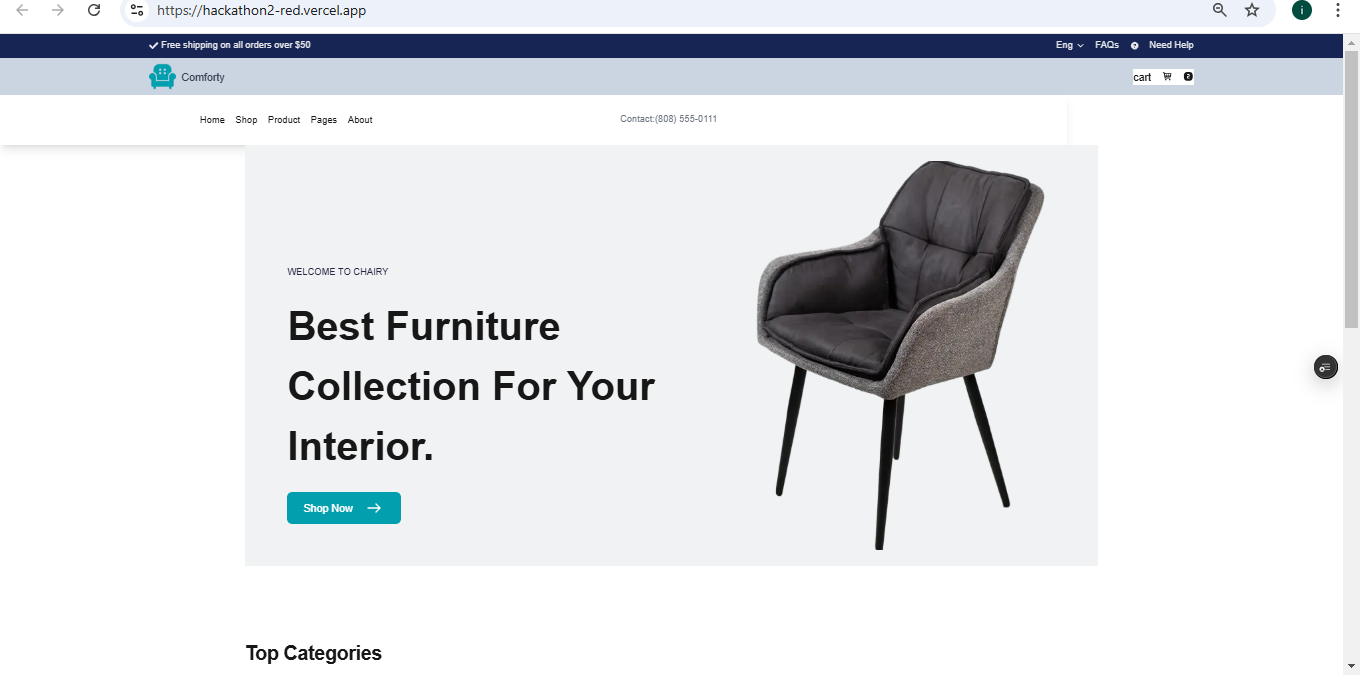 https://hackathon2-red.vercel.app
i
Free shipping on all orders over $50
Eng
FAQs
Need Help
Comforty
cart
2
Home Shop Product Pages About
Contact:(808) 555-0111
WELCOME TO CHAIRY
Best Furniture
Collection For Your
Interior.
Shop Now
Top Categories